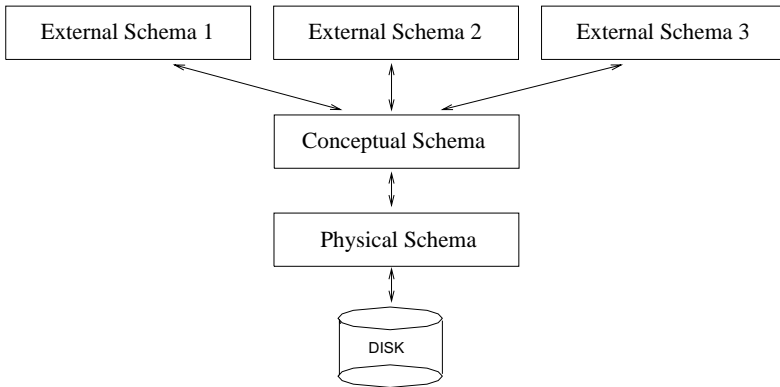 External Schema 1
External Schema 2
External Schema 3
Conceptual Schema
Physical Schema
DISK